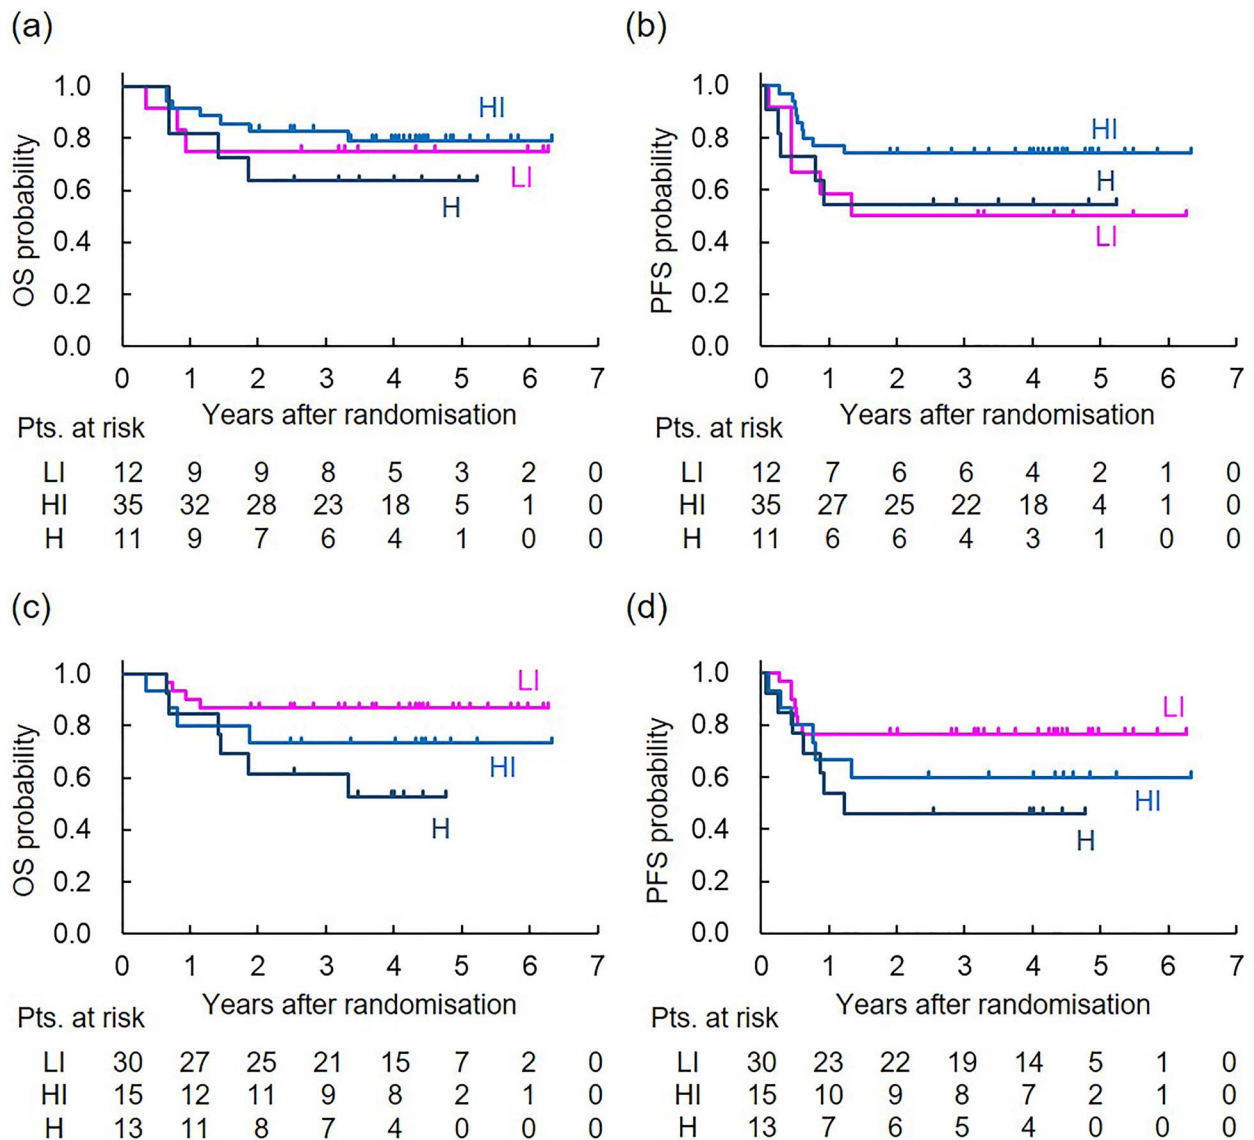 (a)
OS probability
1.0
0.8
0.6
0.4
0.2
0.0
HI
LI
H
0 1 2 3 4 5 6 7
Years after randomisation
Pts. at risk
LI 12 9 9 8 5 3 2 0
HI 35 32 28 23 18 5 1 0
H 11 9 7 6 4 1 0 0
(b)
PFS probability
1.0
0.8
0.6
0.4
0.2
0.0
HI
H
LI
0 1 2 3 4 5 6 7
Years after randomisation
Pts. at risk
LI 12 7 6 6 4 2 1 0
HI 35 27 25 22 18 4 1 0
H 11 6 6 4 3 1 0 0
(c)
OS probability
1.0
0.8
0.6
0.4
0.2
0.0
LI
HI
H
0 1 2 3 4 5 6 7
Years after randomisation
Pts. at risk
LI 30 27 25 21 15 7 2 0
HI 15 12 11 9 8 2 1 0
H 13 11 8 7 4 0 0 0
(d)
PFS probability
1.0
0.8
0.6
0.4
0.2
0.0
LI
HI
H
0 1 2 3 4 5 6 7
Years after randomisation
Pts. at risk
LI 30 23 22 19 14 5 1 0
HI 15 10 9 8 7 2 1 0
H 13 7 6 5 4 0 0 0